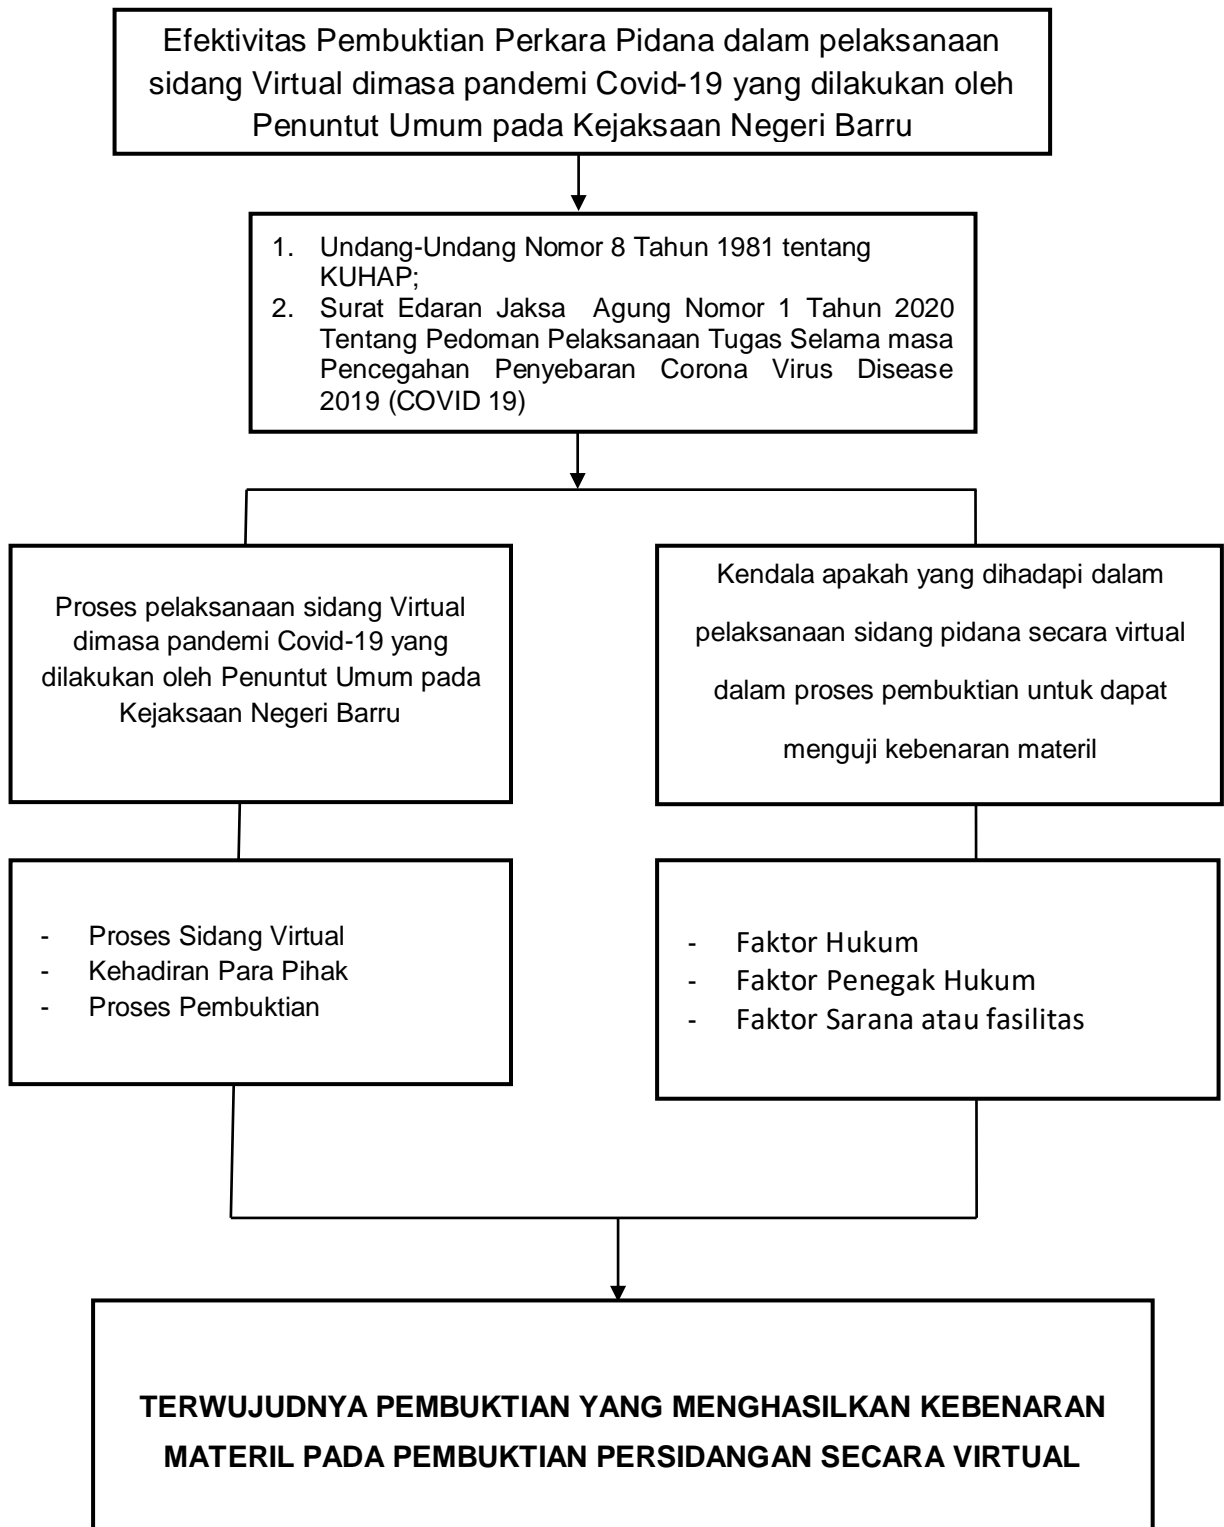 Efektivitas Pembuktian Perkara Pidana dalam pelaksanaan
sidang Virtual dimasa pandemi Covid-19 yang dilakukan oleh
Penuntut Umum pada Kejaksaan Negeri Barru
1. Undang-Undang Nomor 8 Tahun 1981 tentang
KUHAP;
2. Surat Edaran Jaksa Agung Nomor 1 Tahun 2020
Tentang Pedoman Pelaksanaan Tugas Selama masa
Pencegahan Penyebaran Corona Virus Disease
2019 (COVID 19)
Proses pelaksanaan sidang Virtual
dimasa pandemi Covid-19 yang
dilakukan oleh Penuntut Umum pada
Kejaksaan Negeri Barru
Kendala apakah yang dihadapi dalam
pelaksanaan sidang pidana secara virtual
dalam proses pembuktian untuk dapat
menguji kebenaran materil
- Proses Sidang Virtual
- Kehadiran Para Pihak
- Proses Pembuktian
- Faktor Hukum
- Faktor Penegak Hukum
- Faktor Sarana atau fasilitas
TERWUJUDNYA PEMBUKTIAN YANG MENGHASILKAN KEBENARAN
MATERIL PADA PEMBUKTIAN PERSIDANGAN SECARA VIRTUAL